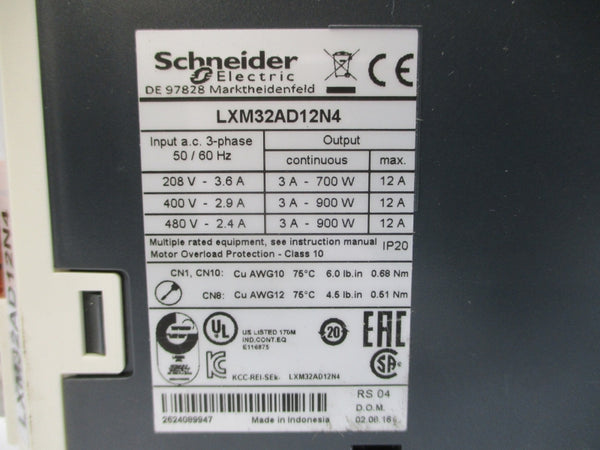 Schneider
Electric
DE 97828 Marktheidenfeld
CE
LXM32AD12N4
Input a.c. 3-phase
50 / 60 Hz
Output
continuous
max.
208 V - 3.6 A
3 A - 700 W
12 A
400 V - 2.9 A
3 A - 900 W
12 A
480 V - 2.4 A
3 A - 900 W
12 A
Multiple rated equipment, see instruction manual
Motor Overload Protection - Class 10
IP20
CN1, CN10: Cu AWG10 75°C 6.0 lb.in 0.68 Nm
CN8: Cu AWG12 75°C 4.5 lb.in 0.51 Nm
UL
US LISTED 17GM
IND.CONT.EQ
E116875
20
EAC
SA
KCC-REI-SEk- LXM32AD12N4
2624089947
Made in Indonesia
RS 04
D.O.M.
02.06.16
LXM32AD12N4